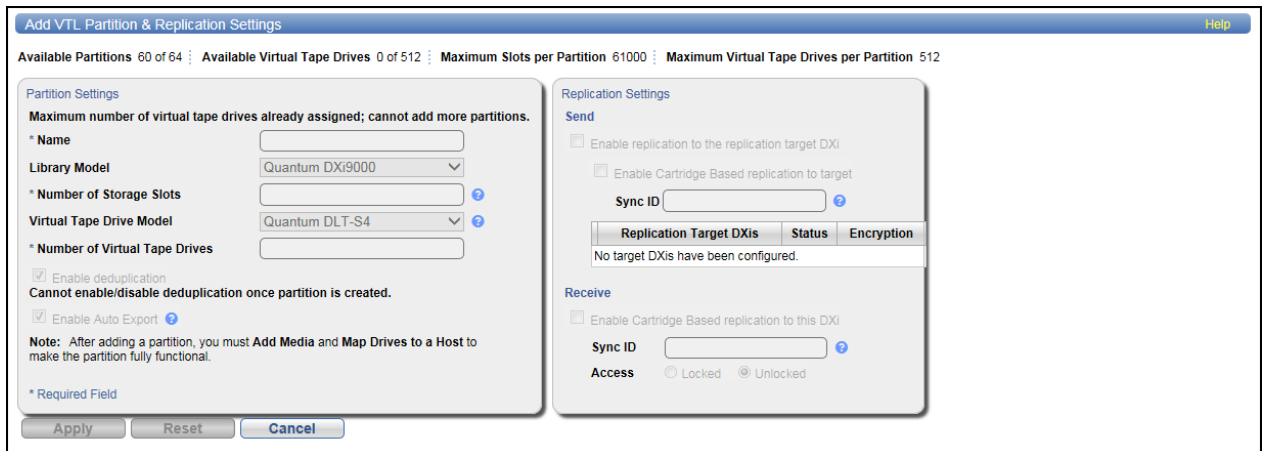 Add VTL Partition & Replication Settings
Help
Available Partitions 60 of 64 Available Virtual Tape Drives 0 of 512 Maximum Slots per Partition 61000 Maximum Virtual Tape Drives per Partition 512
Partition Settings
Maximum number of virtual tape drives already assigned; cannot add more partitions.
* Name
Library Model Quantum DXi9000
* Number of Storage Slots ?
Virtual Tape Drive Model Quantum DLT-S4 ?
* Number of Virtual Tape Drives
Enable deduplication
Cannot enable/disable deduplication once partition is created.
Enable Auto Export ?
Note: After adding a partition, you must Add Media and Map Drives to a Host to
make the partition fully functional.
* Required Field
Replication Settings
Send
Enable replication to the replication target DXi
Enable Cartridge Based replication to target
Sync ID ?
Replication Target DXis Status Encryption
No target DXis have been configured.
Receive
Enable Cartridge Based replication to this DXi
Sync ID ?
Access Locked Unlocked
Apply Reset Cancel